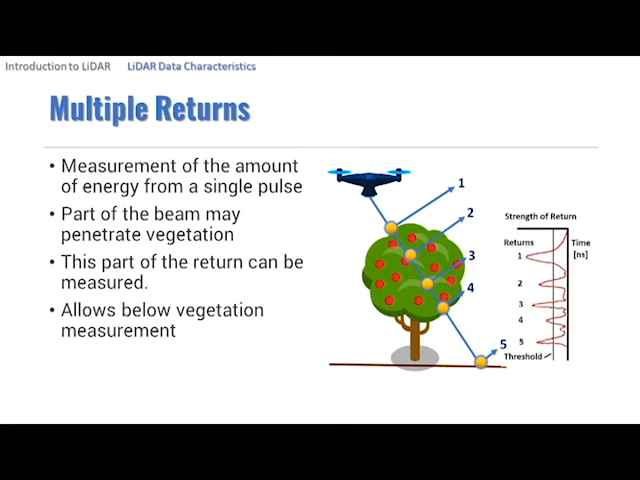 Introduction to LiDAR LiDAR Data Characteristics
Multiple Returns
• Measurement of the amount
of energy from a single pulse
• Part of the beam may
penetrate vegetation
• This part of the return can be
measured.
• Allows below vegetation
measurement
1
2
3
4
5
Strength of Return
Returns
Time
[ns]
1
2
3
4
5
Threshold